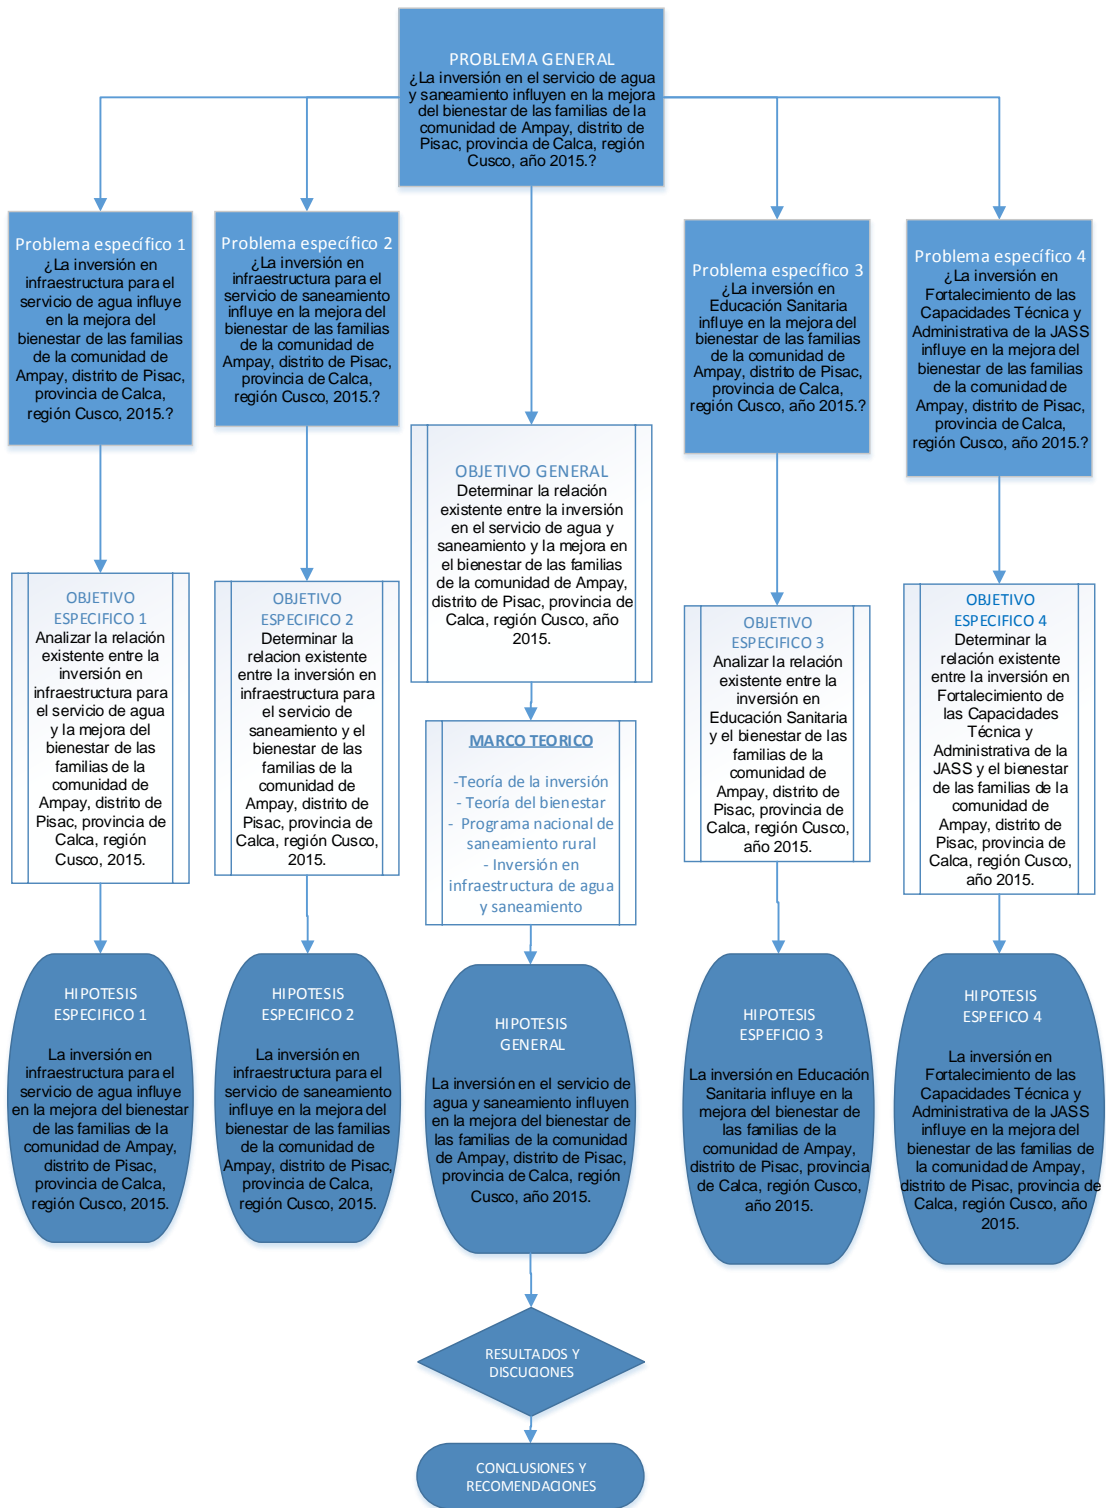 PROBLEMA GENERAL
¿La inversión en el servicio de agua
y saneamiento influyen en la mejora
del bienestar de las familias de la
comunidad de Ampay, distrito de
Pisac, provincia de Calca, región
Cusco, año 2015.?
Problema específico 1
¿La inversión en
infraestructura para el
servicio de agua influye
en la mejora del
bienestar de las familias
de la comunidad de
Ampay, distrito de Pisac,
provincia de Calca,
región Cusco, 2015.?
Problema específico 2
¿La inversión en
infraestructura para el
servicio de saneamiento
influye en la mejora del
bienestar de las familias
de la comunidad de
Ampay, distrito de Pisac,
provincia de Calca,
región Cusco, 2015.?
Problema específico 3
¿La inversión en
Educación Sanitaria
influye en la mejora del
bienestar de las familias
de la comunidad de
Ampay, distrito de Pisac,
provincia de Calca,
región Cusco, año 2015.?
Problema específico 4
¿La inversión en
Fortalecimiento de las
Capacidades Técnica y
Administrativa de la JASS
influye en la mejora del
bienestar de las familias
de la comunidad de
Ampay, distrito de Pisac,
provincia de Calca,
región Cusco, año 2015.?
OBJETIVO GENERAL
Determinar la relación
existente entre la inversión
en el servicio de agua y
saneamiento y la mejora en
el bienestar de las familias
de la comunidad de Ampay,
distrito de Pisac, provincia de
Calca, región Cusco, año
2015.
OBJETIVO
ESPECIFICO 1
Analizar la relación
existente entre la
inversión en
infraestructura para
el servicio de agua
y la mejora del
bienestar de las
familias de la
comunidad de
Ampay, distrito de
Pisac, provincia de
Calca, región
Cusco, 2015.
OBJETIVO
ESPECIFICO 2
Determinar la
relacion existente
entre la inversión en
infraestructura para
el servicio de
saneamiento y el
bienestar de las
familias de la
comunidad de
Ampay, distrito de
Pisac, provincia de
Calca, región Cusco,
2015.
OBJETIVO
ESPECIFICO 3
Analizar la relación
existente entre la
inversión en
Educación Sanitaria
y el bienestar de las
familias de la
comunidad de
Ampay, distrito de
Pisac, provincia de
Calca, región Cusco,
año 2015.
OBJETIVO
ESPECIFICO 4
Determinar la
relación existente
entre la inversión en
Fortalecimiento de
las Capacidades
Técnica y
Administrativa de la
JASS y el bienestar
de las familias de la
comunidad de
Ampay, distrito de
Pisac, provincia de
Calca, región Cusco,
año 2015.
MARCO TEORICO
-Teoría de la inversión
- Teoría del bienestar
- Programa nacional de
saneamiento rural
- Inversión en
infraestructura de agua
y saneamiento
HIPOTESIS
ESPECIFICO 1
La inversión en
infraestructura para el
servicio de agua influye
en la mejora del bienestar
de las familias de la
comunidad de Ampay,
distrito de Pisac,
provincia de Calca,
región Cusco, 2015.
HIPOTESIS
ESPECIFICO 2
La inversión en
infraestructura para el
servicio de saneamiento
influye en la mejora del
bienestar de las familias
de la comunidad de
Ampay, distrito de Pisac,
provincia de Calca,
región Cusco, 2015.
HIPOTESIS
GENERAL
La inversión en el servicio de
agua y saneamiento influyen
en la mejora del bienestar de
las familias de la comunidad
de Ampay, distrito de Pisac,
provincia de Calca, región
Cusco, año 2015.
HIPOTESIS
ESPEFICIO 3
La inversión en Educación
Sanitaria influye en la
mejora del bienestar de
las familias de la
comunidad de Ampay,
distrito de Pisac, provincia
de Calca, región Cusco,
año 2015.
HIPOTESIS
ESPEFICO 4
La inversión en
Fortalecimiento de las
Capacidades Técnica y
Administrativa de la JASS
influye en la mejora del
bienestar de las familias de
la comunidad de Ampay,
distrito de Pisac, provincia de
Calca, región Cusco, año
2015.
RESULTADOS Y
DISCUCIONES
CONCLUSIONES Y
RECOMENDACIONES